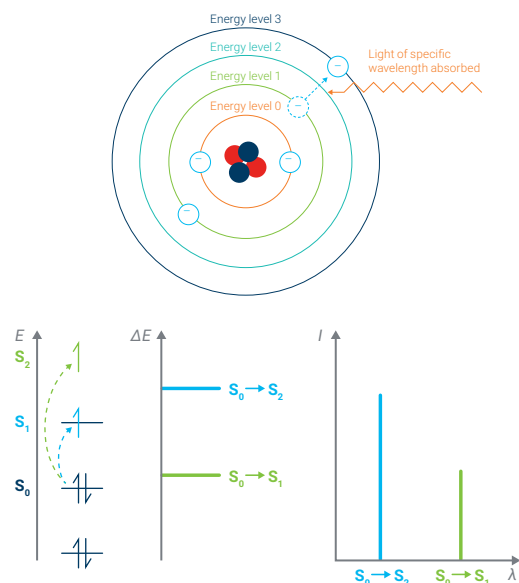 Energy level 3
Energy level 2
Energy level 1
Energy level 0
Light of specific
wavelength absorbed
E
S2
S1
S0
ΔE
S0 → S2
S0 → S1
I
S0 → S2
S0 → S1
λ